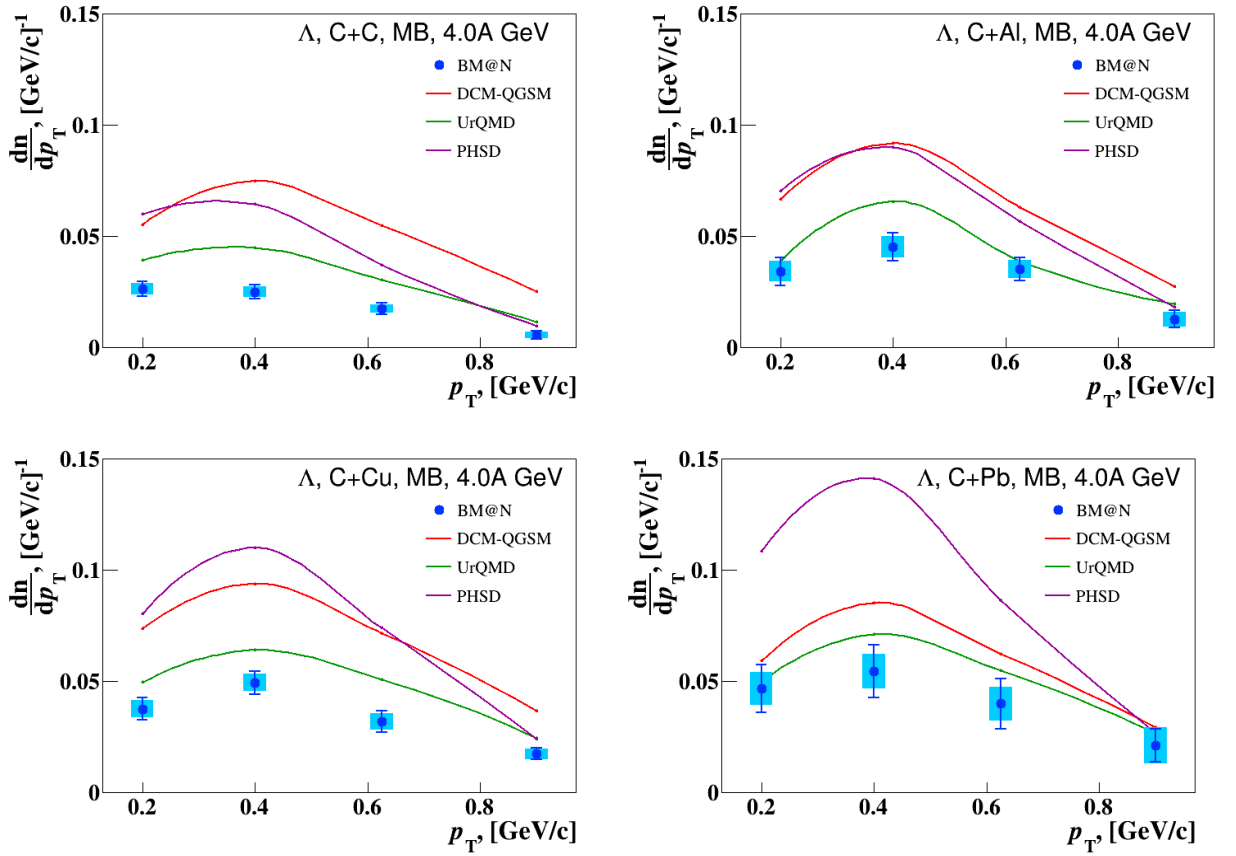 Λ, C+C, MB, 4.0A GeV
BM@N
DCM-QGSM
UrQMD
PHSD
dn/dp_T, [GeV/c]^-1
0.15
0.1
0.05
0
0.2 0.4 0.6 0.8
p_T, [GeV/c]
Λ, C+Al, MB, 4.0A GeV
BM@N
DCM-QGSM
UrQMD
PHSD
dn/dp_T, [GeV/c]^-1
0.15
0.1
0.05
0
0.2 0.4 0.6 0.8
p_T, [GeV/c]
Λ, C+Cu, MB, 4.0A GeV
BM@N
DCM-QGSM
UrQMD
PHSD
dn/dp_T, [GeV/c]^-1
0.15
0.1
0.05
0
0.2 0.4 0.6 0.8
p_T, [GeV/c]
Λ, C+Pb, MB, 4.0A GeV
BM@N
DCM-QGSM
UrQMD
PHSD
dn/dp_T, [GeV/c]^-1
0.15
0.1
0.05
0
0.2 0.4 0.6 0.8
p_T, [GeV/c]